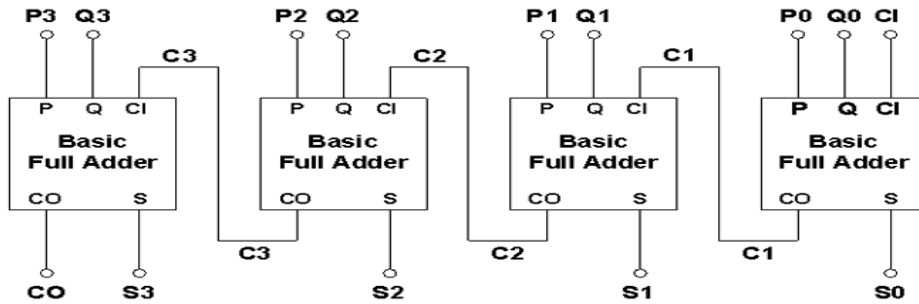 P3 Q3 P2 Q2 P1 Q1 P0 Q0 CI
C3 C2 C1
P Q CI P Q CI P Q CI P Q CI
Basic Basic Basic Basic
Full Adder Full Adder Full Adder Full Adder
CO S CO S CO S CO S
C3 C2 C1
CO S3 S2 S1 S0